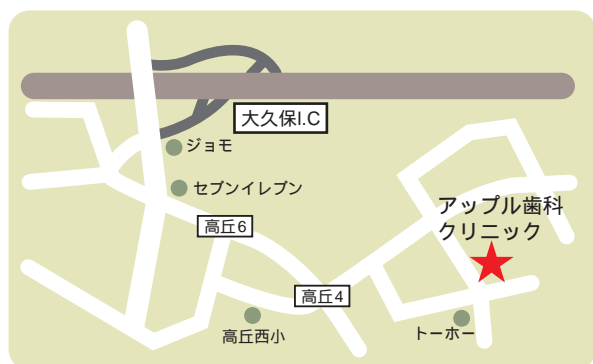 大久保I.C
ジョモ
セブンイレブン
アップル歯科
クリニック
高丘6
高丘4
高丘西小
トーホー